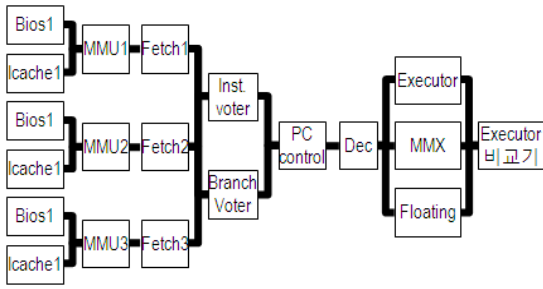 Bios1
Icache1
MMU1
Fetch1
Bios1
Icache1
MMU2
Fetch2
Bios1
Icache1
MMU3
Fetch3
Inst.
voter
Branch
Voter
PC
control
Dec
Executor
MMX
Floating
Executor
비교기